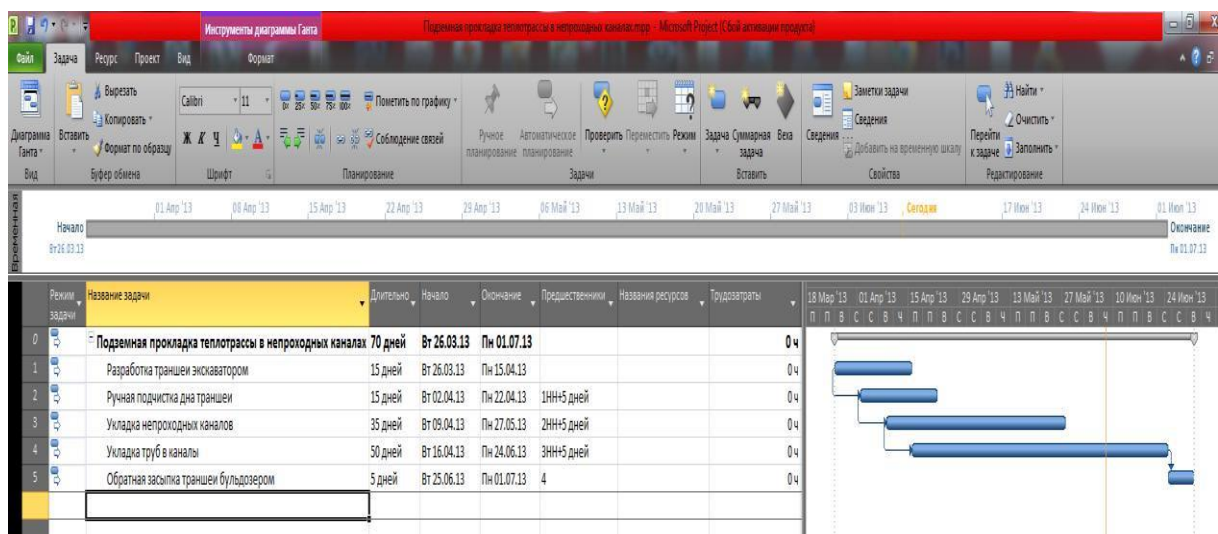 Инструменты диаграммы Ганта
Подземная прокладка теплотрассы в непроходных каналах.mpp - Microsoft Project (Сбой активации продукта)
Файл Задача Ресурс Проект Вид Формат
Диаграмма Ганта
Вставить
Вырезать
Копировать
Формат по образцу
Calibri 11
Ж К Ч
0% 25% 50% 75% 100%
Пометить по графику
Соблюдение связей
Ручное планирование
Автоматическое планирование
Проверить
Переместить
Режим
Задача
Суммарная задача
Веха
Сведения
Заметки задачи
Сведения
Добавить на временную шкалу
Перейти к задаче
Найти
Очистить
Заполнить
Вид Буфер обмена Шрифт Планирование Задачи Вставить Свойства Редактирование
Временная
01 Апр '13 08 Апр '13 15 Апр '13 22 Апр '13 29 Апр '13 06 Май '13 13 Май '13 20 Май '13 27 Май '13 03 Июн '13 Сегодня 17 Июн '13 24 Июн '13 01 Июл '13
Начало
Вт 26.03.13
Окончание
Пн 01.07.13
Режим задачи Название задачи Длительно Начало Окончание Предшественники Названия ресурсов Трудозатраты
18 Мар '13 01 Апр '13 15 Апр '13 29 Апр '13 13 Май '13 27 Май '13 10 Июн '13 24 Июн '13
П П В С С В Ч П П В С С В Ч П П В С С В Ч П П В С С В Ч
0 Подземная прокладка теплотрассы в непроходных каналах 70 дней Вт 26.03.13 Пн 01.07.13 0 ч
1 Разработка траншеи экскаватором 15 дней Вт 26.03.13 Пн 15.04.13 0 ч
2 Ручная подчистка дна траншеи 15 дней Вт 02.04.13 Пн 22.04.13 1НН+5 дней 0 ч
3 Укладка непроходных каналов 35 дней Вт 09.04.13 Пн 27.05.13 2НН+5 дней 0 ч
4 Укладка труб в каналы 50 дней Вт 16.04.13 Пн 24.06.13 3НН+5 дней 0 ч
5 Обратная засыпка траншеи бульдозером 5 дней Вт 25.06.13 Пн 01.07.13 4 0 ч